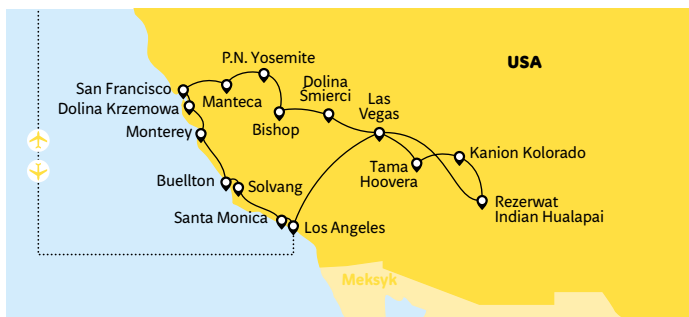 P.N. Yosemite
USA
San Francisco
Dolina Krzemowa
Manteca
Dolina
Śmierci
Las
Vegas
Monterey
Bishop
Kanion Kolorado
Tama
Hoovera
Buellton
Solvang
Rezerwat
Indian Hualapai
Santa Monica
Los Angeles
Meksyk